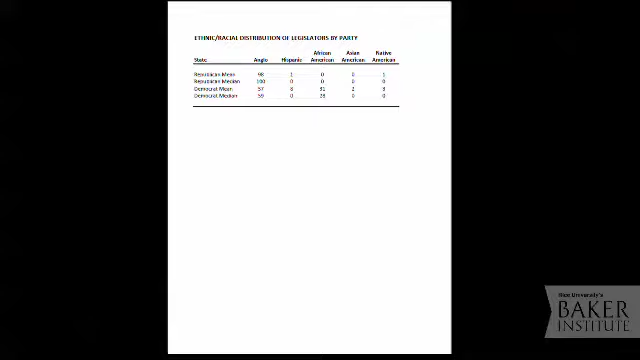 ETHNIC/RACIAL DISTRIBUTION OF LEGISLATORS BY PARTY
State Anglo Hispanic African American Asian American Native American
Republican Mean 98 1 0 0 1
Republican Median 100 0 0 0 0
Democrat Mean 57 8 31 2 3
Democrat Median 59 0 28 0 0
Rice University's
BAKER
INSTITUTE